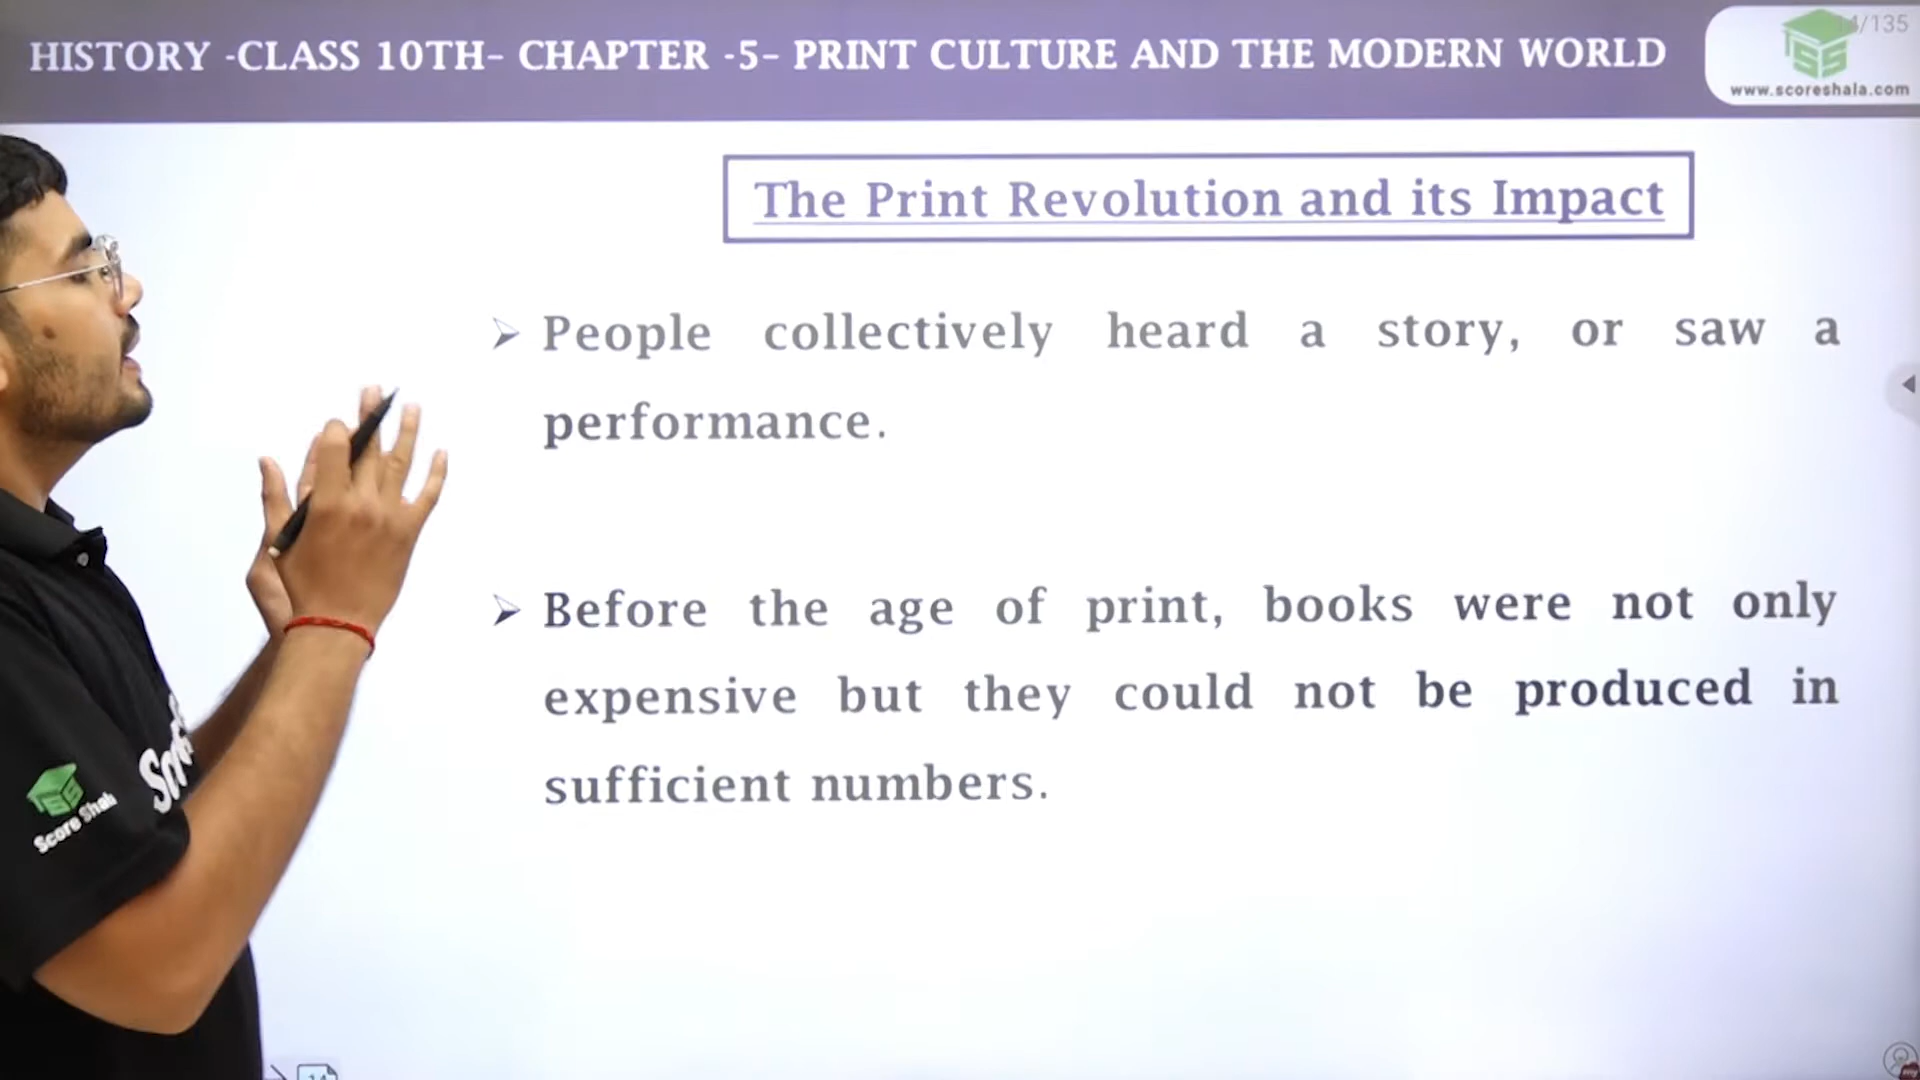 HISTORY -CLASS 10TH- CHAPTER -5- PRINT CULTURE AND THE MODERN WORLD
/135
www.scoreshala.com
The Print Revolution and its Impact
➢ People collectively heard a story, or saw a
performance.
➢ Before the age of print, books were not only
expensive but they could not be produced in
sufficient numbers.
Score Shala